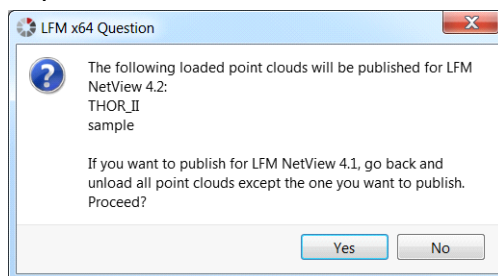 LFM x64 Question
The following loaded point clouds will be published for LFM
NetView 4.2:
THOR_II
sample
If you want to publish for LFM NetView 4.1, go back and
unload all point clouds except the one you want to publish.
Proceed?
Yes No